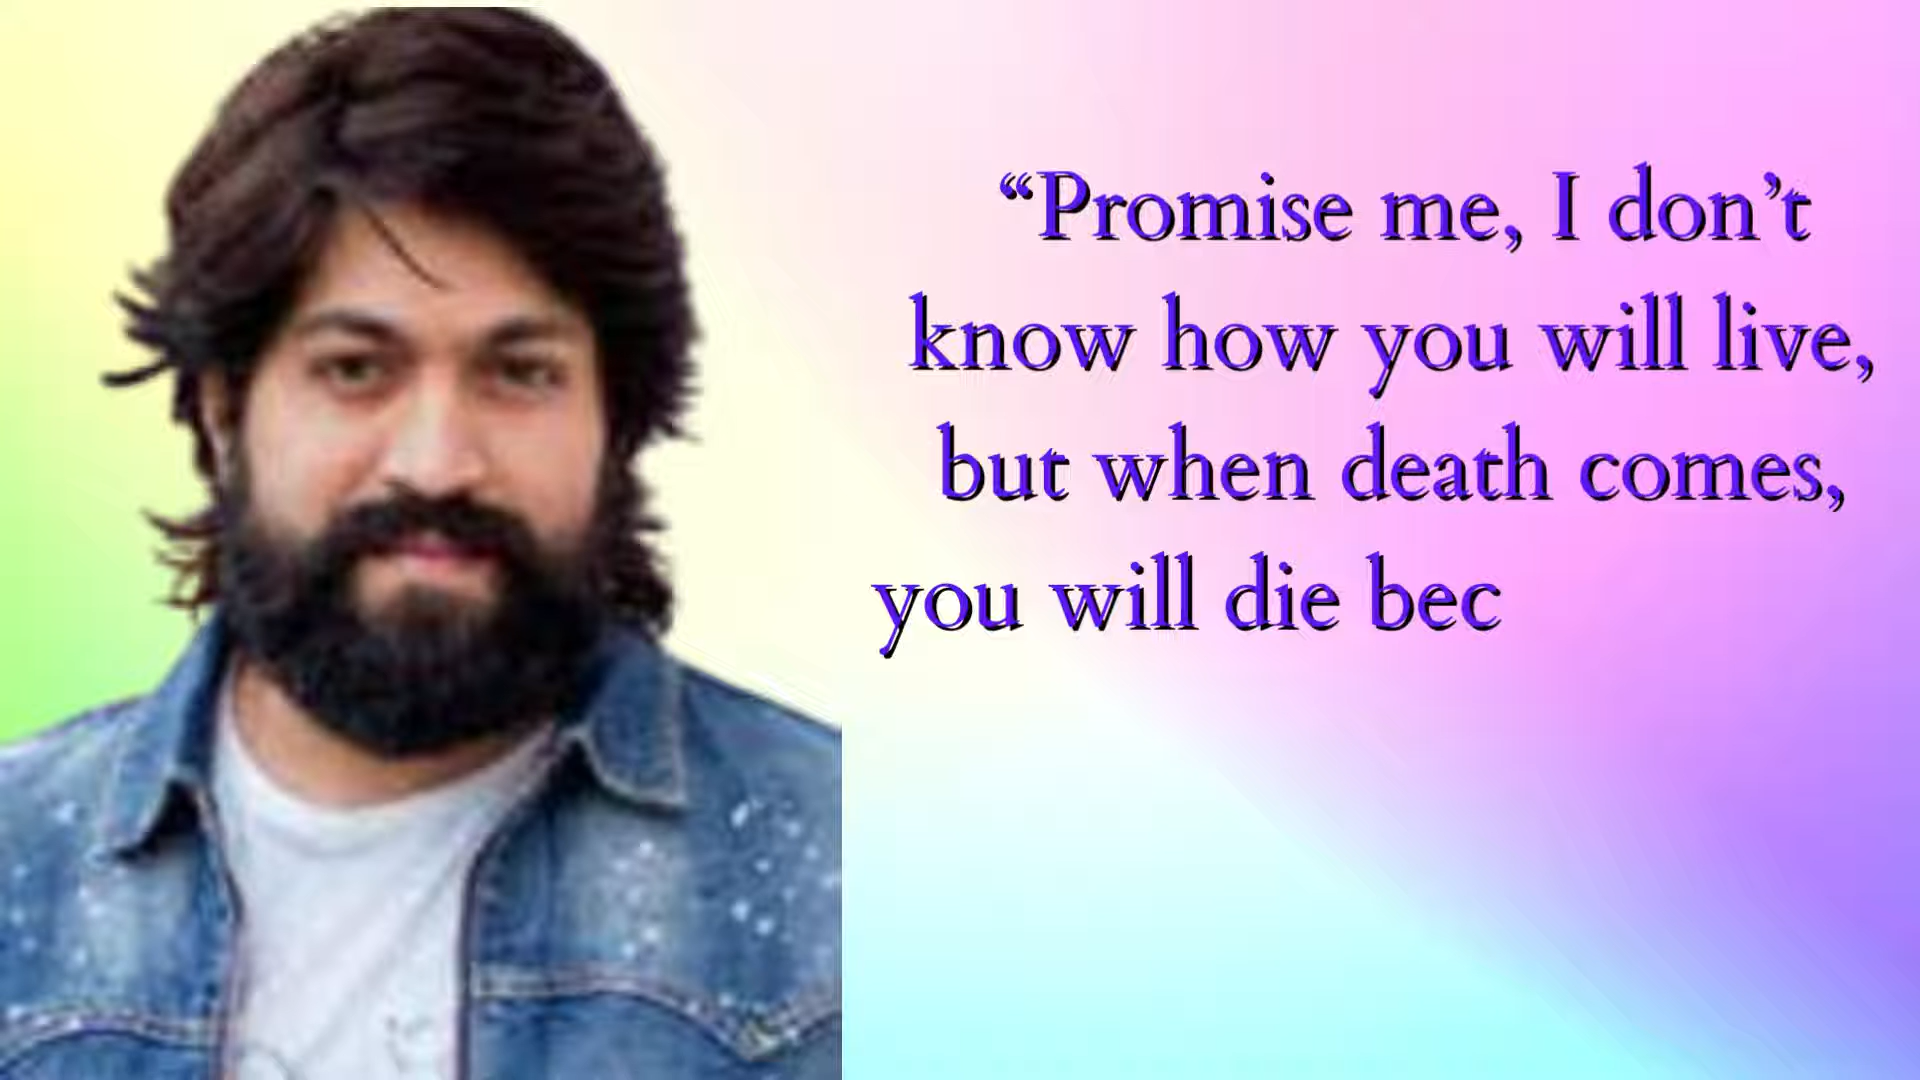 “Promise me, I don’t
know how you will live,
but when death comes,
you will die bec